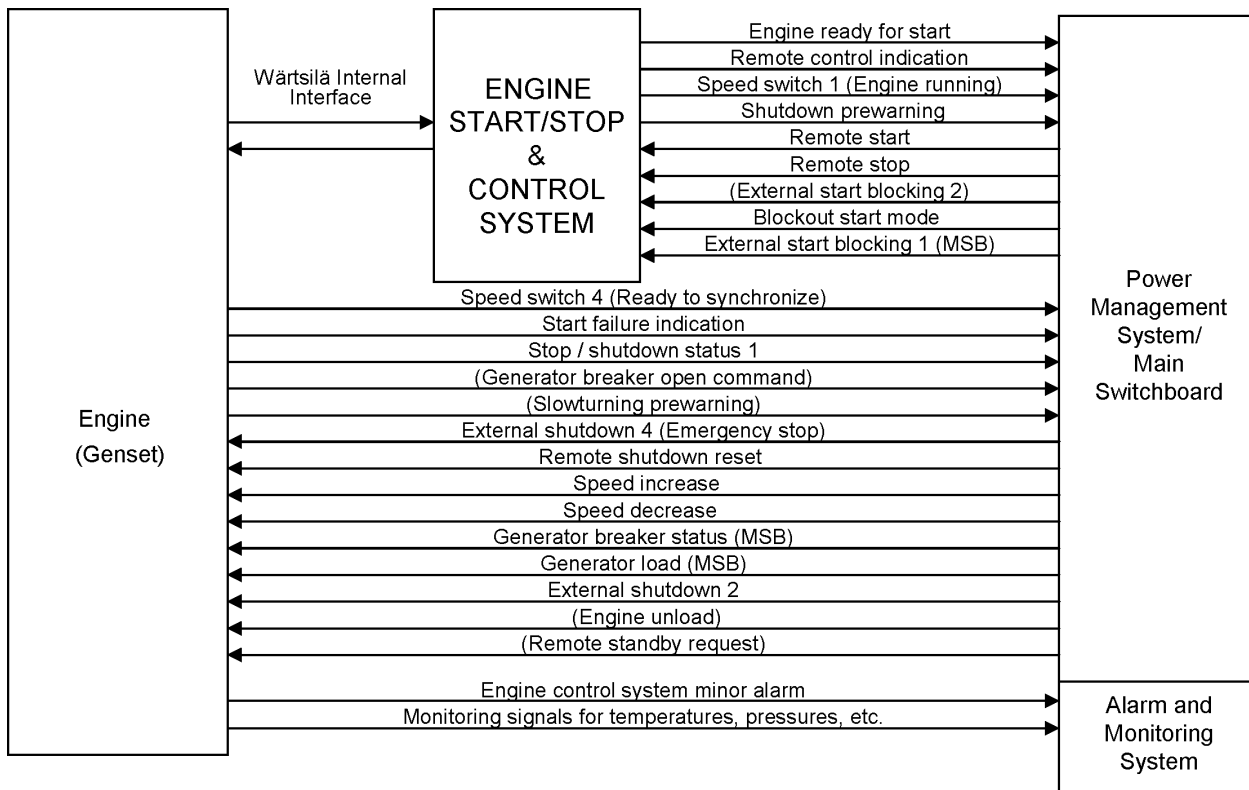 Engine ready for start
Remote control indication
Speed switch 1 (Engine running)
Shutdown prewarning
Remote start
Remote stop
(External start blocking 2)
Blockout start mode
External start blocking 1 (MSB)
Wärtsilä Internal
Interface
ENGINE
START/STOP
&
CONTROL
SYSTEM
Speed switch 4 (Ready to synchronize)
Start failure indication
Stop / shutdown status 1
(Generator breaker open command)
(Slowturning prewarning)
External shutdown 4 (Emergency stop)
Remote shutdown reset
Speed increase
Speed decrease
Generator breaker status (MSB)
Generator load (MSB)
External shutdown 2
(Engine unload)
(Remote standby request)
Engine
(Genset)
Power
Management
System/
Main
Switchboard
Engine control system minor alarm
Monitoring signals for temperatures, pressures, etc.
Alarm and
Monitoring
System